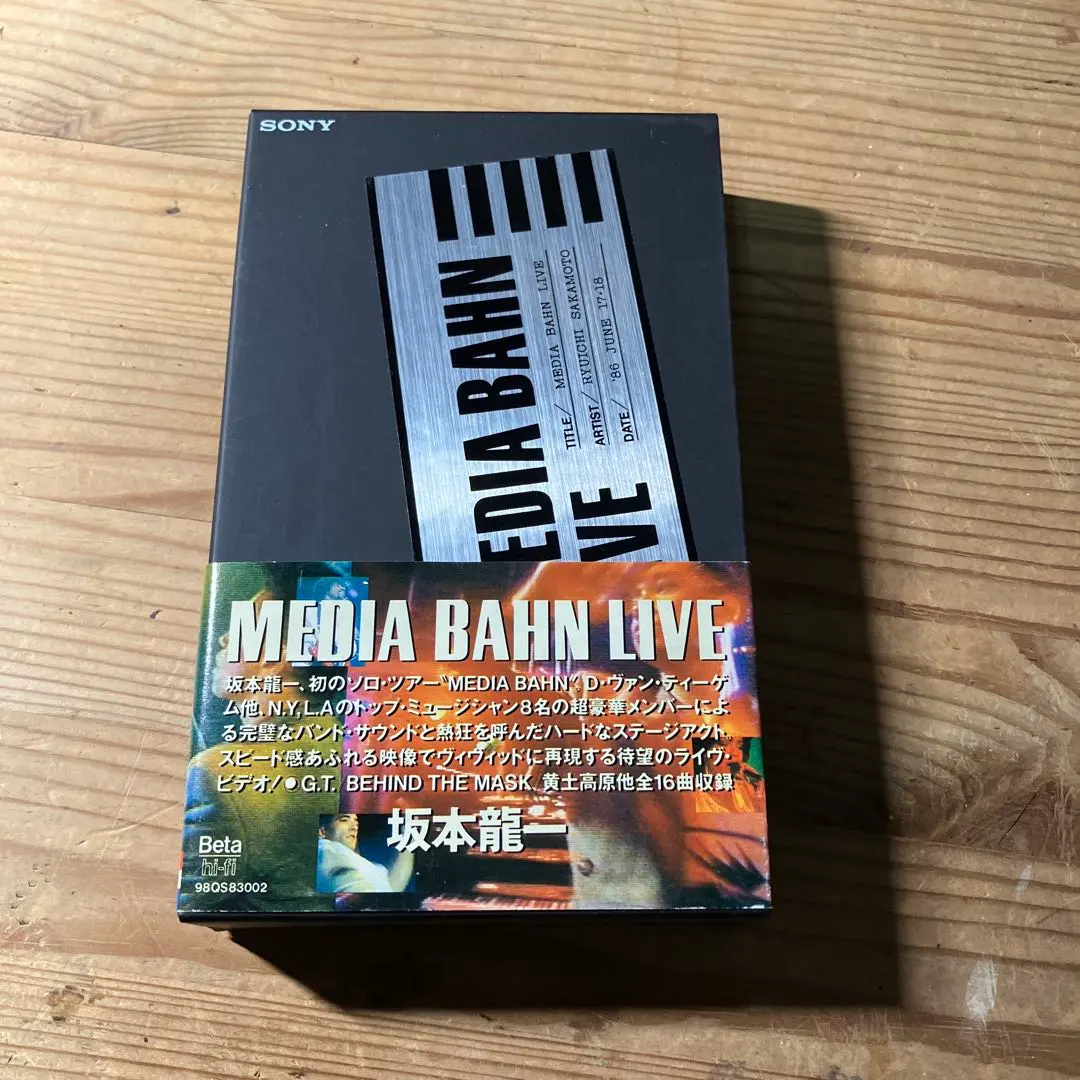 SONY
MEDIA BAHN
LIVE
TITLE/ MEDIA BAHN LIVE
ARTIST/ RYUICHI SAKAMOTO
DATE/ '86 JUNE 17·18
MEDIA BAHN LIVE
坂本龍一、初のソロ・ツアー“MEDIA BAHN”。D・ヴァン・ティーゲ
ム他、N.Y, L.Aのトップ・ミュージシャン8名の超豪華メンバーによ
る完璧なバンド・サウンドと熱狂を呼んだハードなステージアクト。
スピード感あふれる映像でヴィヴィッドに再現する待望のライヴ・
ビデオ!●G.T, BEHIND THE MASK, 黄土高原他全16曲収録
坂本龍一
Beta
hi-fi
98QS83002